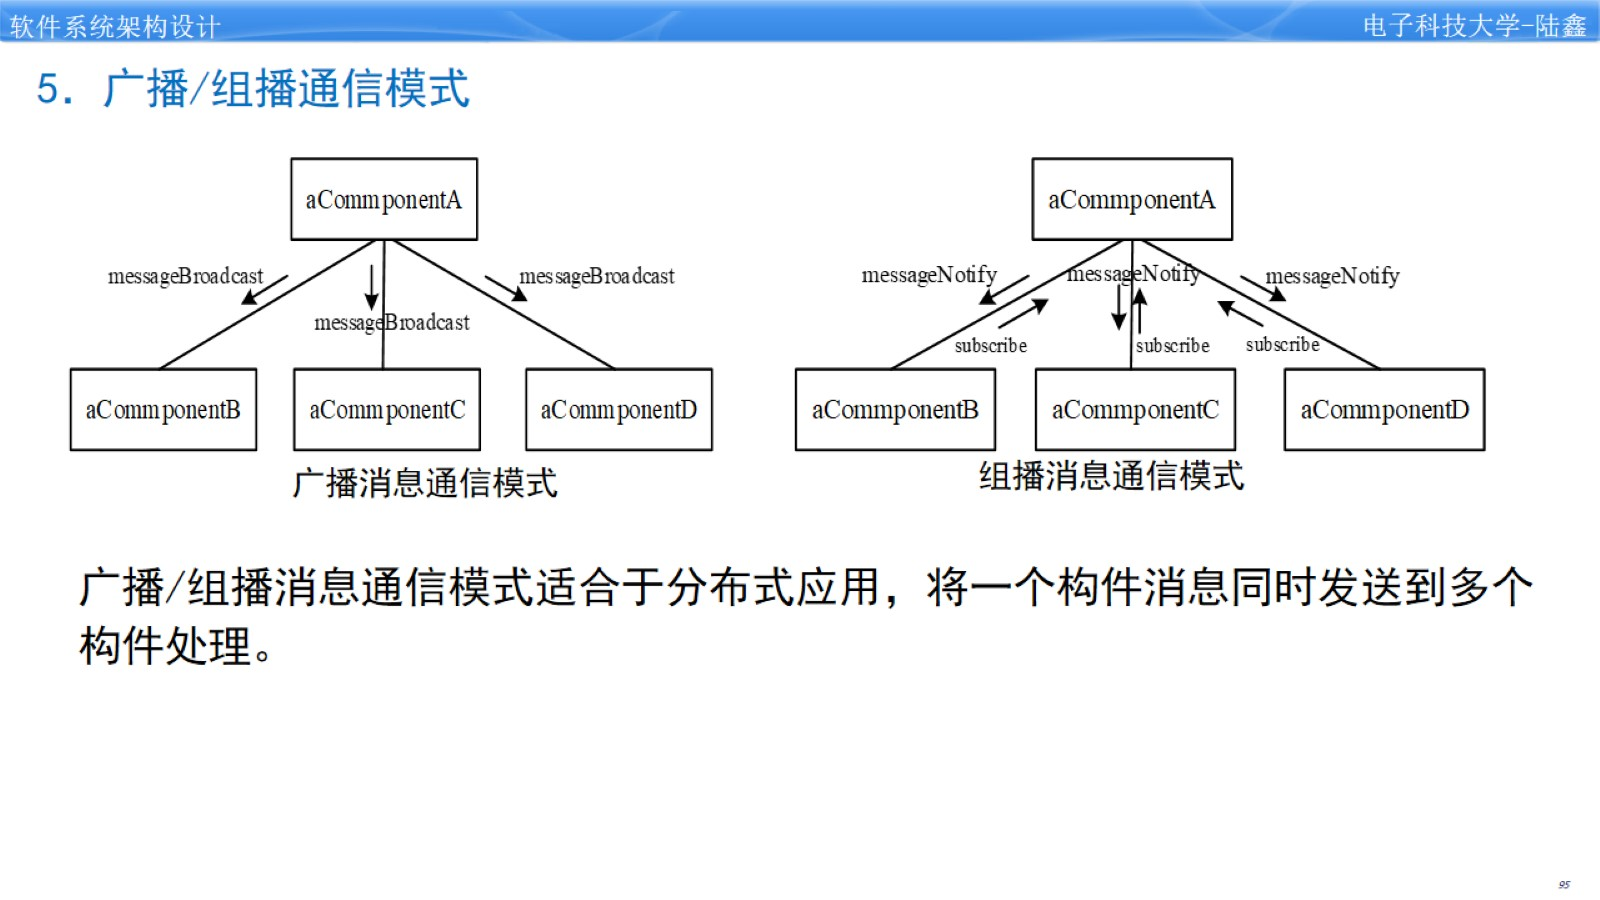 软件系统架构设计
电子科技大学-陆鑫
5. 广播/组播通信模式
aCommponentA
messageBroadcast
messageBroadcast
messageBroadcast
aCommponentB
aCommponentC
aCommponentD
广播消息通信模式
aCommponentA
messageNotify
messageNotify
messageNotify
subscribe
subscribe
subscribe
aCommponentB
aCommponentC
aCommponentD
组播消息通信模式
广播/组播消息通信模式适合于分布式应用，将一个构件消息同时发送到多个
构件处理。
95